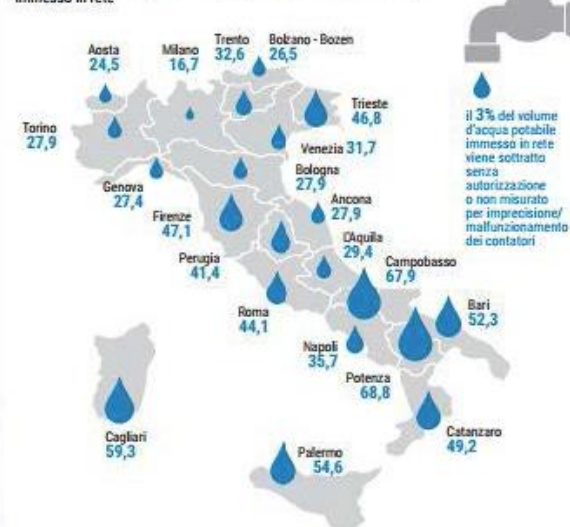 immesso in rete
Aosta
24,5
Milano
16,7
Trento
32,6
Bolzano - Bozen
26,5
Trieste
46,8
Torino
27,9
Venezia 31,7
Genova
27,4
Bologna
27,9
Firenze
47,1
Ancona
27,9
L'Aquila
29,4
Perugia
41,4
Campobasso
67,9
Roma
44,1
Bari
52,3
Napoli
35,7
Potenza
68,8
Cagliari
59,3
Catanzaro
49,2
Palermo
54,6
il 3% del volume
d'acqua potabile
immesso in rete
viene sottratto
senza
autorizzazione
o non misurato
per imprecisione/
malfunzionamento
dei contatori